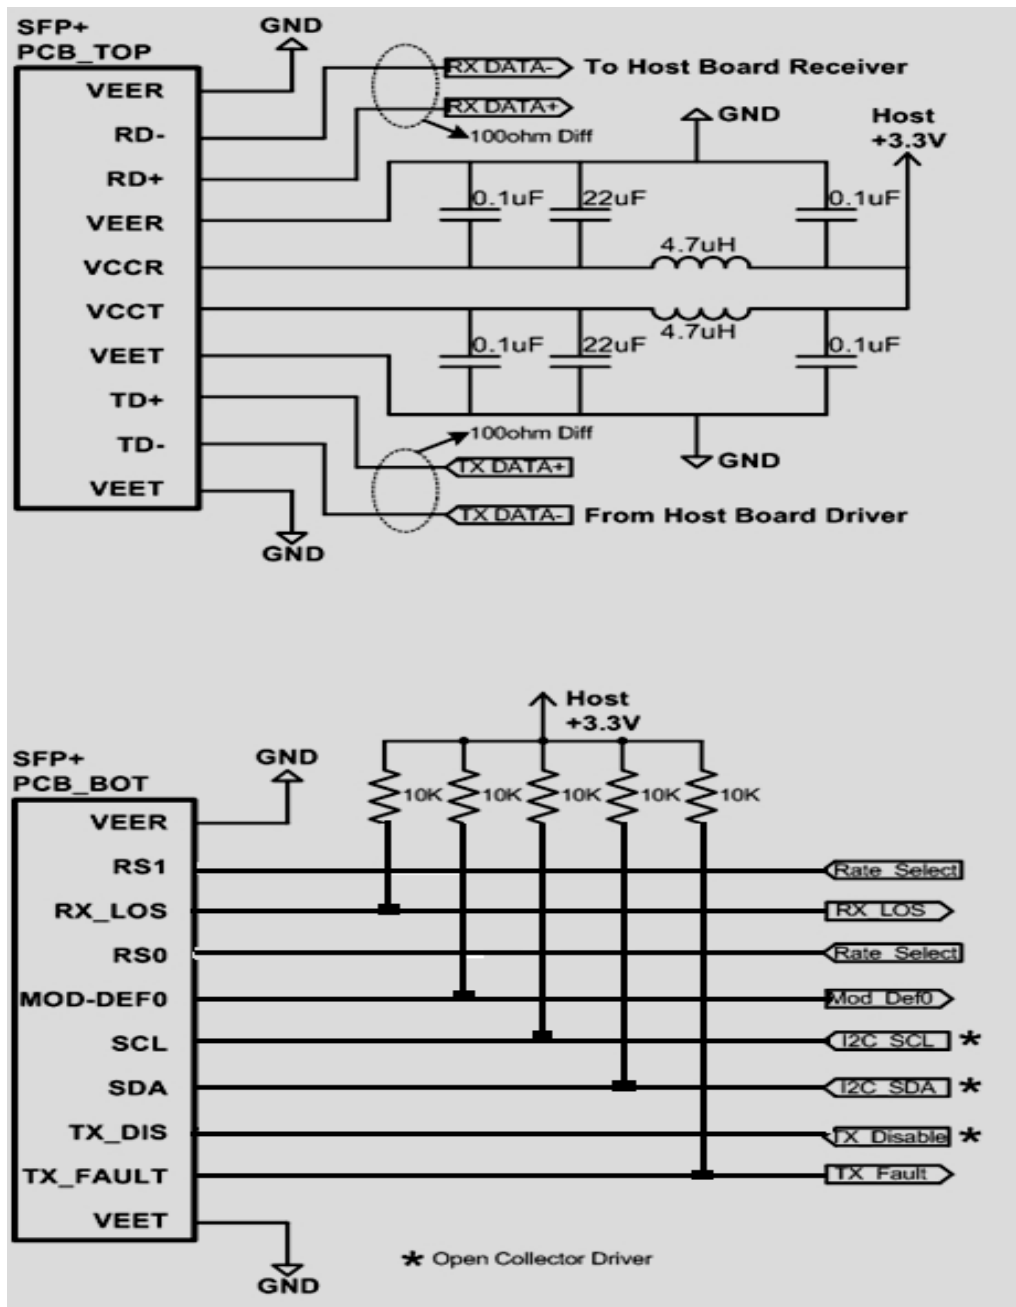 SFP+
PCB_TOP
GND
VEER
RD-
RD+
VEER
VCCR
VCCT
VEET
TD+
TD-
VEET
RX DATA- To Host Board Receiver
RX DATA+
100ohm Diff
GND
Host
+3.3V
0.1uF 22uF 0.1uF
4.7uH
4.7uH
0.1uF 22uF 0.1uF
100ohm Diff
TX DATA+
GND
TX DATA- From Host Board Driver
GND
Host
+3.3V
SFP+
PCB_BOT
GND
10K 10K 10K 10K 10K
VEER
RS1 Rate Select
RX_LOS RX LOS
RS0 Rate Select
MOD-DEF0 Mod Def0
SCL I2C SCL *
SDA I2C SDA *
TX_DIS TX Disable *
TX_FAULT TX Fault
VEET
* Open Collector Driver
GND